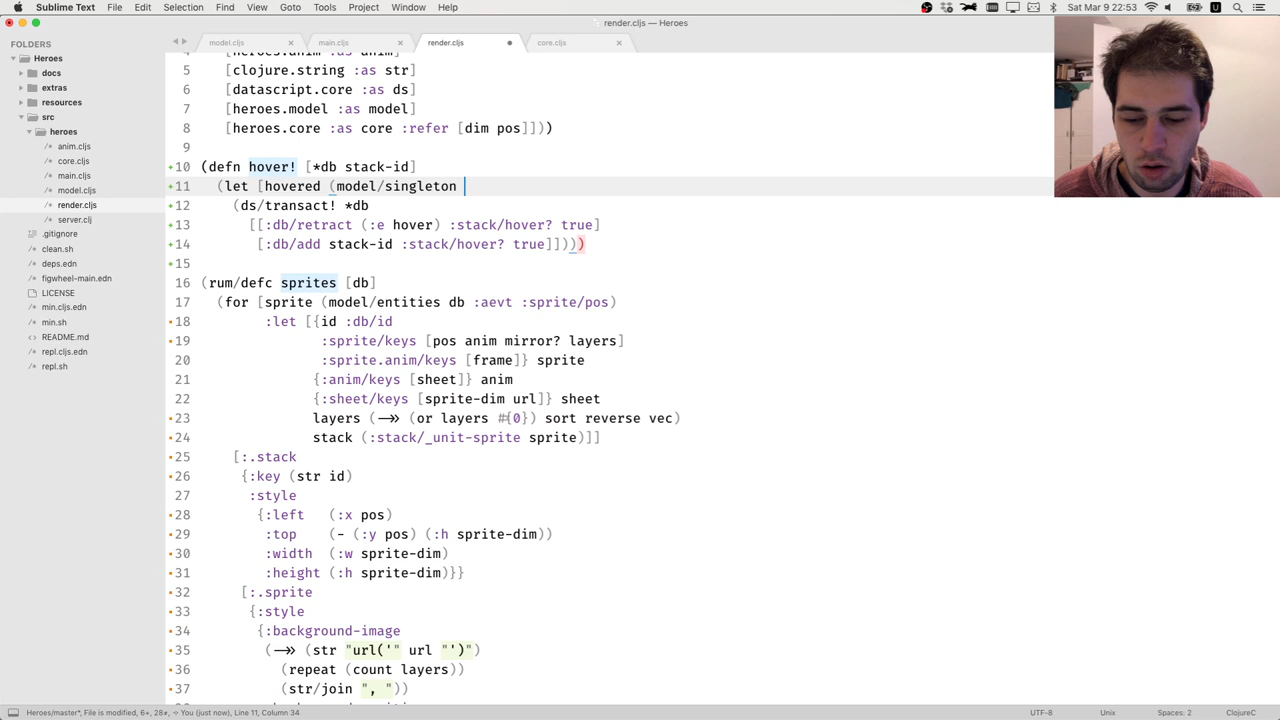 Sublime Text File Edit Selection Find View Goto Tools Project Window Help
Sat Mar 9 22:53
render.cljs — Heroes
FOLDERS
Heroes
docs
extras
resources
src
heroes
anim.cljs
core.cljs
main.cljs
model.cljs
render.cljs
server.clj
.gitignore
clean.sh
deps.edn
figwheel-main.edn
LICENSE
min.cljs.edn
min.sh
README.md
repl.cljs.edn
repl.sh
model.cljs main.cljs render.cljs core.cljs
4 [heroes.anim :as anim]
5 [clojure.string :as str]
6 [datascript.core :as ds]
7 [heroes.model :as model]
8 [heroes.core :as core :refer [dim pos]]))
9
10 (defn hover! [*db stack-id]
11 (let [hovered (model/singleton
12 (ds/transact! *db
13 [[:db/retract (:e hover) :stack/hover? true]
14 [:db/add stack-id :stack/hover? true]])))
15
16 (rum/defc sprites [db]
17 (for [sprite (model/entities db :aevt :sprite/pos)
18 :let [{id :db/id
19 :sprite/keys [pos anim mirror? layers]
20 :sprite.anim/keys [frame]} sprite
21 {:anim/keys [sheet]} anim
22 {:sheet/keys [sprite-dim url]} sheet
23 layers (->> (or layers #{0}) sort reverse vec)
24 stack (:stack/_unit-sprite sprite)]]
25 [:.stack
26 {:key (str id)
27 :style
28 {:left (:x pos)
29 :top (- (:y pos) (:h sprite-dim))
30 :width (:w sprite-dim)
31 :height (:h sprite-dim)}}
32 [:.sprite
33 {:style
34 {:background-image
35 (->> (str "url('" url "')")
36 (repeat (count layers))
37 (str/join ", "))
Heroes/master*, File is modified, 6+, 28≠, You (just now), Line 11, Column 34
UTF-8 Unix Spaces: 2 ClojureC